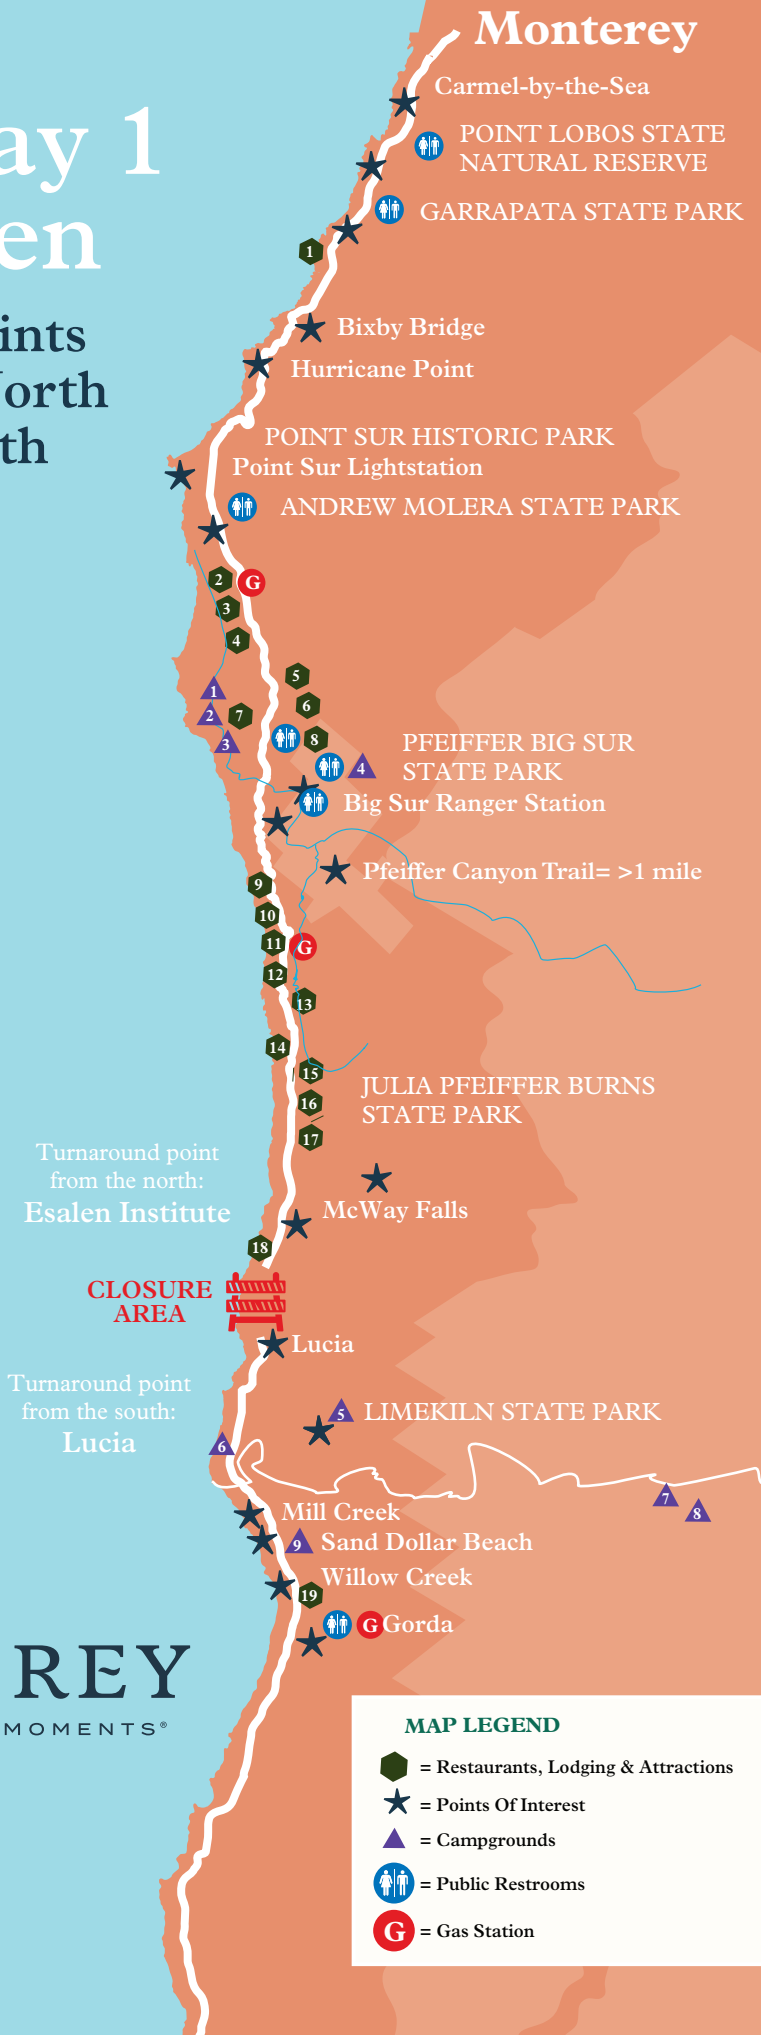 Monterey
Carmel-by-the-Sea
ay 1
POINT LOBOS STATE
NATURAL RESERVE
en
GARRAPATA STATE PARK
1
ints
Bixby Bridge
orth
Hurricane Point
th
POINT SUR HISTORIC PARK
Point Sur Lightstation
ANDREW MOLERA STATE PARK
2
G
3
4
5
1
6
2
7
3
8
PFEIFFER BIG SUR
4
STATE PARK
Big Sur Ranger Station
Pfeiffer Canyon Trail= >1 mile
9
10
11
G
12
13
14
15
JULIA PFEIFFER BURNS
16
STATE PARK
17
Turnaround point
from the north:
Esalen Institute
McWay Falls
18
CLOSURE
AREA
Lucia
Turnaround point
from the south:
Lucia
5
LIMEKILN STATE PARK
6
7
8
Mill Creek
9
Sand Dollar Beach
Willow Creek
19
G
Gorda
REY
MOMENTS®
MAP LEGEND
= Restaurants, Lodging & Attractions
= Points Of Interest
= Campgrounds
= Public Restrooms
G = Gas Station